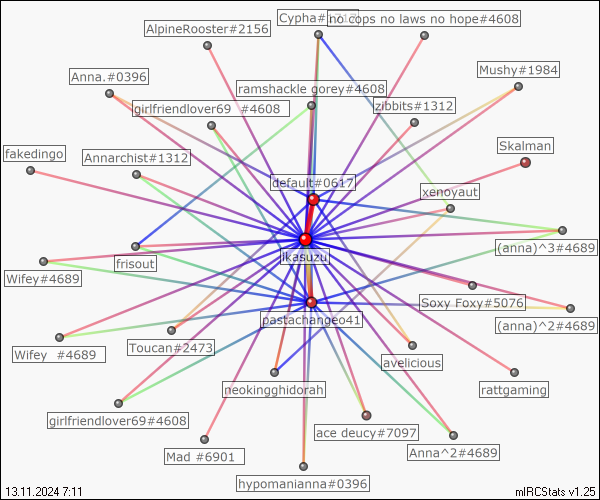 Cypha#1717
no cops no laws no hope#4608
AlpineRooster#2156
Anna.#0396
Mushy#1984
ramshackle gorey#4608
girlfriendlover69 #4608
zibbits#1312
fakedingo
Annarchist#1312
Skalman
default#0617
xenoyaut
(anna)^3#4689
ikasuzu
frisout
Wifey#4689
Soxy Foxy#5076
pastachangeo41
(anna)^2#4689
Wifey #4689
Toucan#2473
avelicious
neokingghidorah
rattgaming
girlfriendlover69#4608
ace deucy#7097
Mad #6901
Anna^2#4689
hypomanianna#0396
13.11.2024 7:11
mIRCStats v1.25